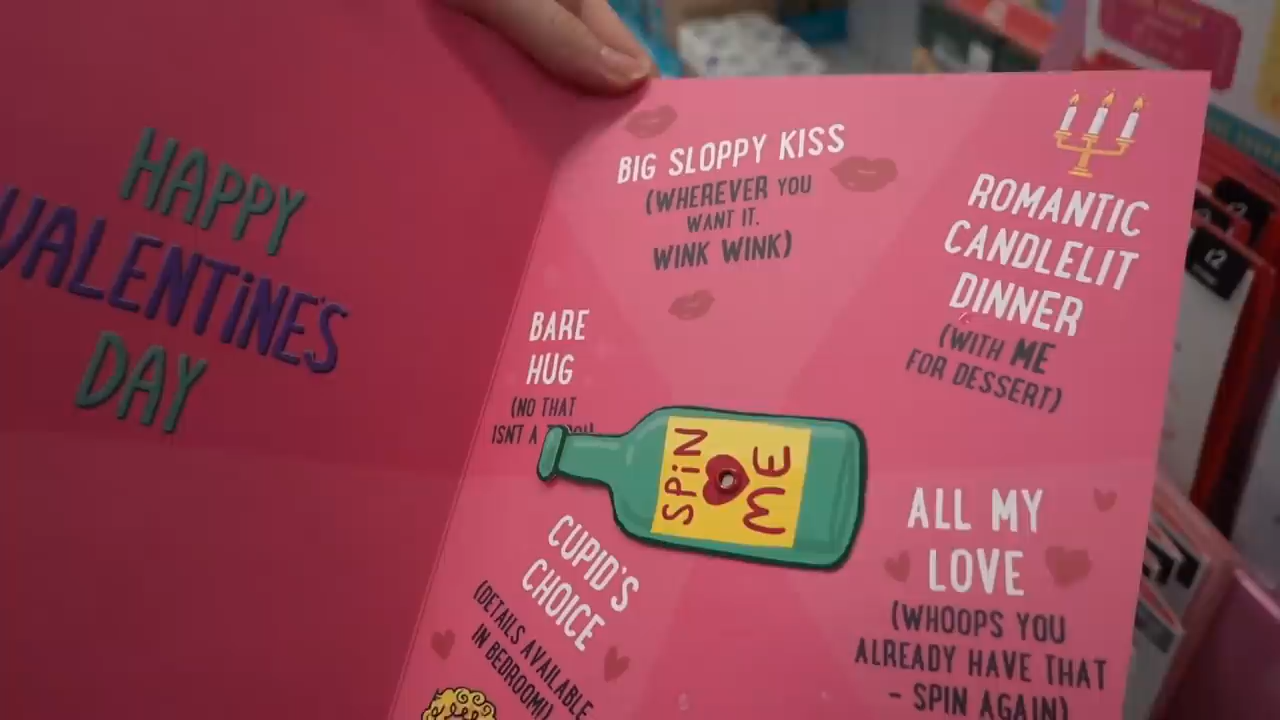 HAPPY
VALENTINE'S
DAY
BIG SLOPPY KISS
(WHEREVER YOU
WANT IT.
WINK WINK)
ROMANTIC
CANDLELIT
DINNER
(WITH ME
FOR DESSERT)
BARE
HUG
(NO THAT
ISN'T A
SPIN
ME
ALL MY
LOVE
(WHOOPS YOU
ALREADY HAVE THAT
- SPIN AGAIN)
CUPID'S
CHOICE
(DETAILS AVAILABLE
IN BEDROOM!)